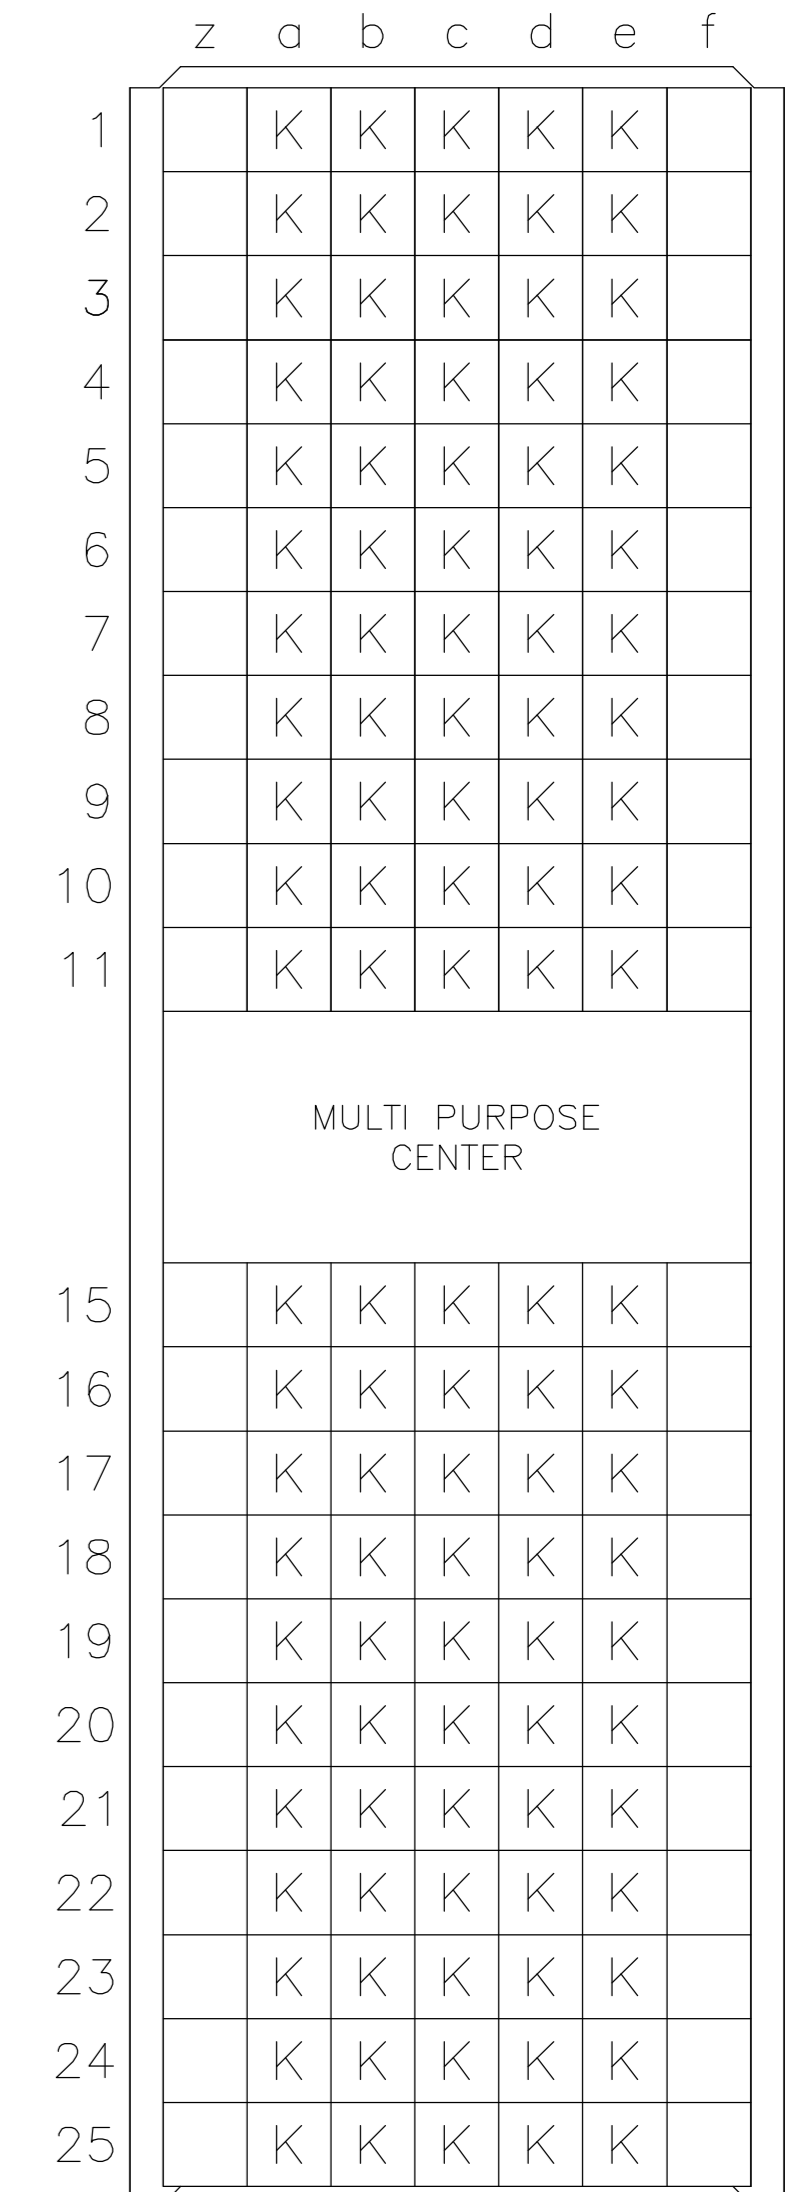 z a b c d e f
1 K K K K K
2 K K K K K
3 K K K K K
4 K K K K K
5 K K K K K
6 K K K K K
7 K K K K K
8 K K K K K
9 K K K K K
10 K K K K K
11 K K K K K
MULTI PURPOSE
CENTER
15 K K K K K
16 K K K K K
17 K K K K K
18 K K K K K
19 K K K K K
20 K K K K K
21 K K K K K
22 K K K K K
23 K K K K K
24 K K K K K
25 K K K K K